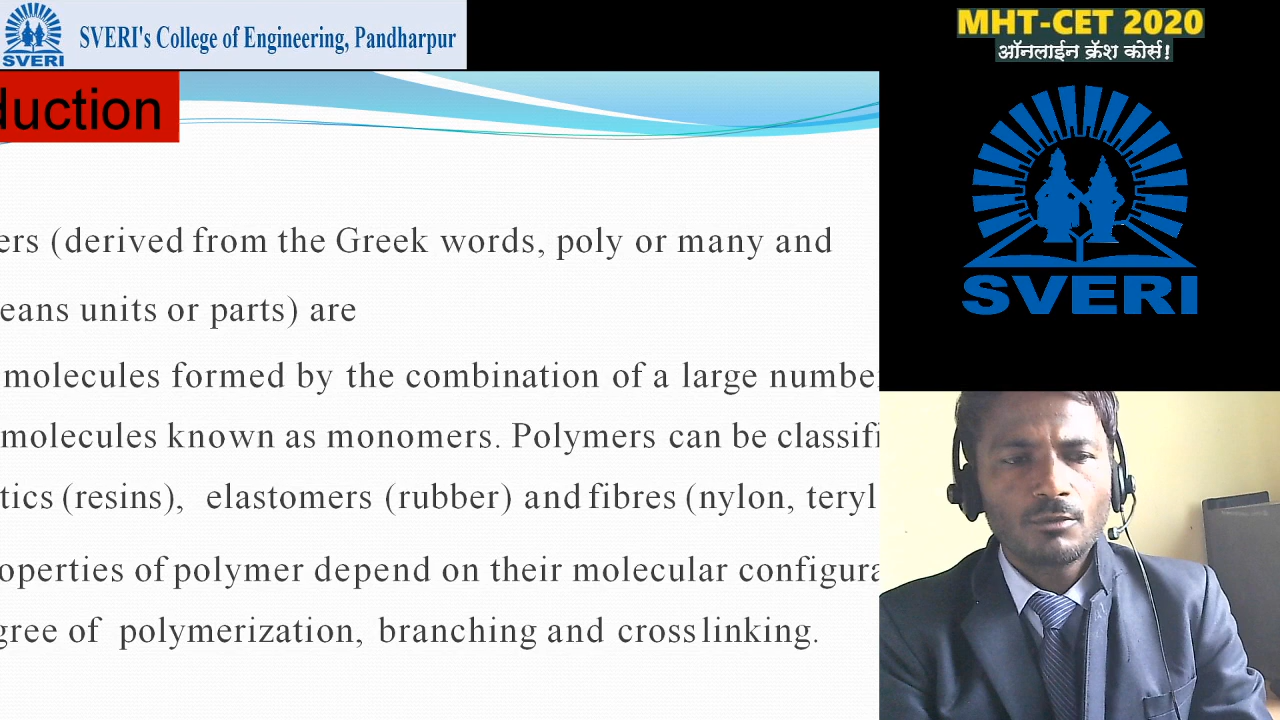 SVERI
SVERI's College of Engineering, Pandharpur
MHT-CET 2020
ऑनलाईन क्रॅश कोर्स!
duction
SVERI
ers (derived from the Greek words, poly or many and
eans units or parts) are
molecules formed by the combination of a large numbe
molecules known as monomers. Polymers can be classifi
tics (resins), elastomers (rubber) and fibres (nylon, teryl
operties of polymer depend on their molecular configura
gree of polymerization, branching and cross linking.